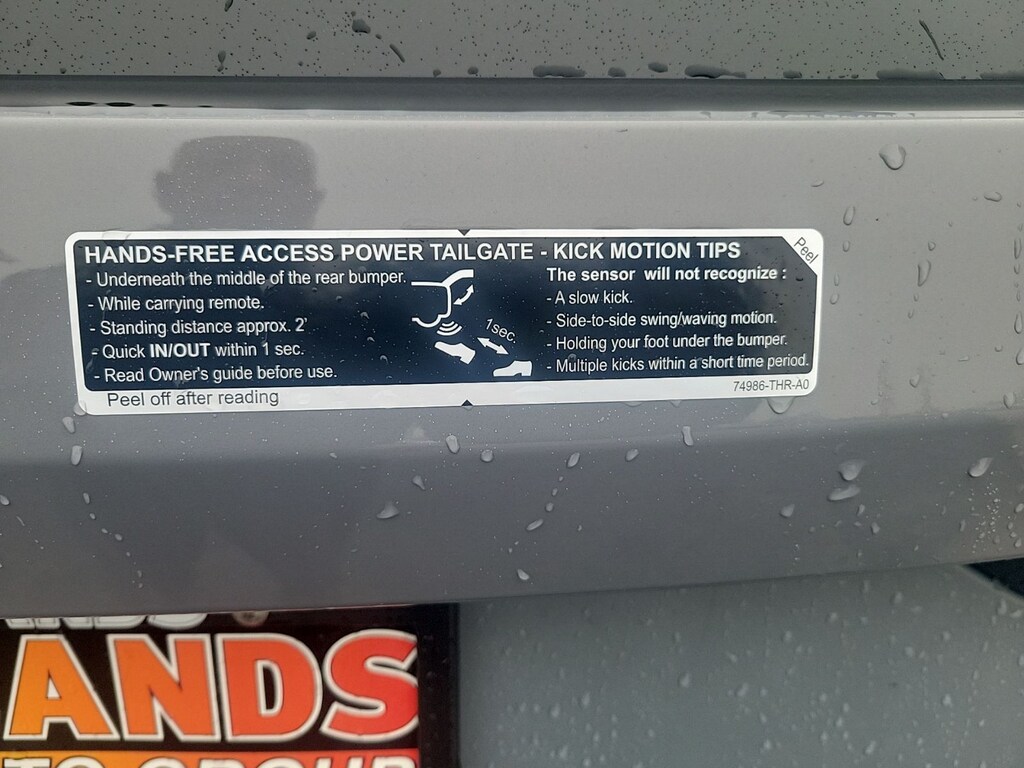 HANDS-FREE ACCESS POWER TAILGATE - KICK MOTION TIPS
- Underneath the middle of the rear bumper.
- While carrying remote.
- Standing distance approx. 2'
- Quick IN/OUT within 1 sec.
- Read Owner's guide before use.
1sec.
The sensor will not recognize :
- A slow kick.
- Side-to-side swing/waving motion.
- Holding your foot under the bumper.
- Multiple kicks within a short time period.
Peel
Peel off after reading
74986-THR-A0
ANDS
TO GROUP